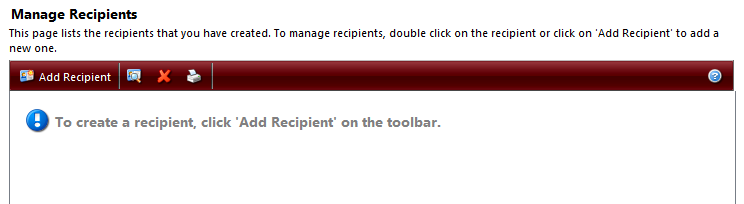 Manage Recipients
This page lists the recipients that you have created. To manage recipients, double click on the recipient or click on 'Add Recipient' to add a
new one.
Add Recipient
To create a recipient, click 'Add Recipient' on the toolbar.